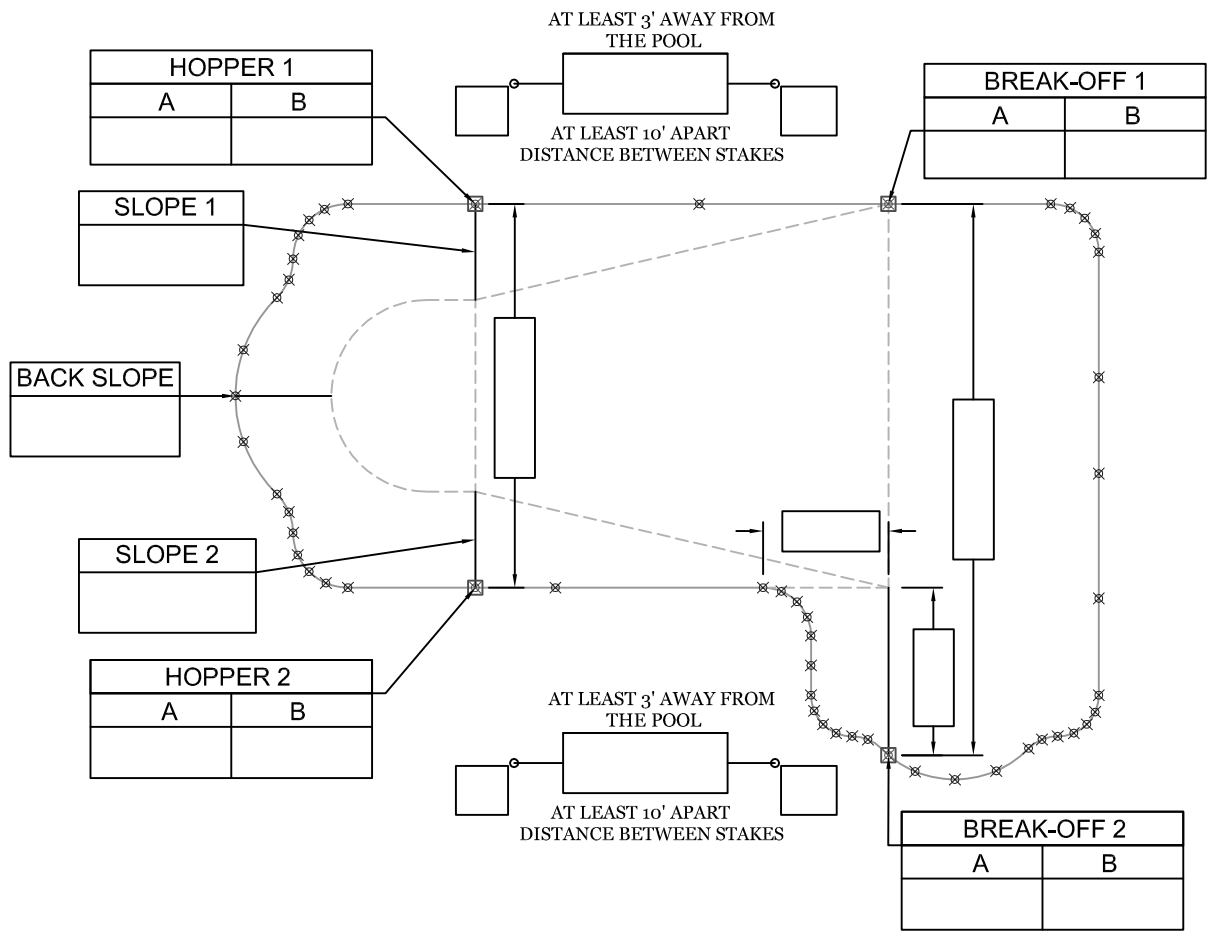 AT LEAST 3' AWAY FROM
THE POOL
HOPPER 1
A B
BREAK-OFF 1
A B
AT LEAST 10' APART
DISTANCE BETWEEN STAKES
SLOPE 1
BACK SLOPE
SLOPE 2
HOPPER 2
A B
AT LEAST 3' AWAY FROM
THE POOL
AT LEAST 10' APART
DISTANCE BETWEEN STAKES
BREAK-OFF 2
A B